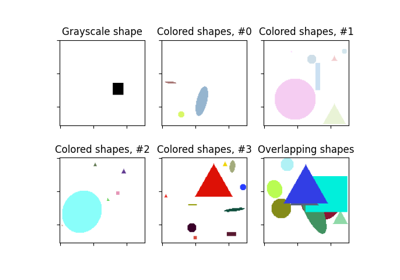 Grayscale shape
Colored shapes, #0
Colored shapes, #1
Colored shapes, #2
Colored shapes, #3
Overlapping shapes